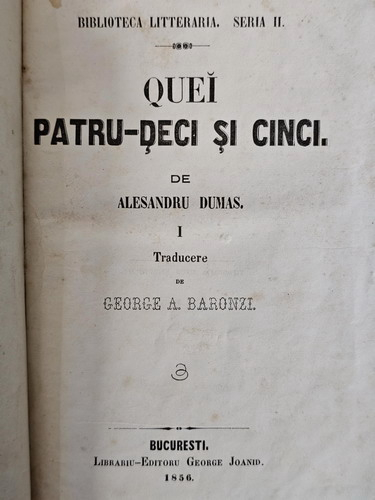 BIBLIOTECA LITTERARIA. SERIA II.
QUEĬ
PATRU-ḐECI ȘI CINCI.
DE
ALESANDRU DUMAS.
I
Traducere
DE
GEORGE A. BARONZI.
BUCURESTI.
LIBRARIU-EDITORU GEORGE JOANID.
1856.